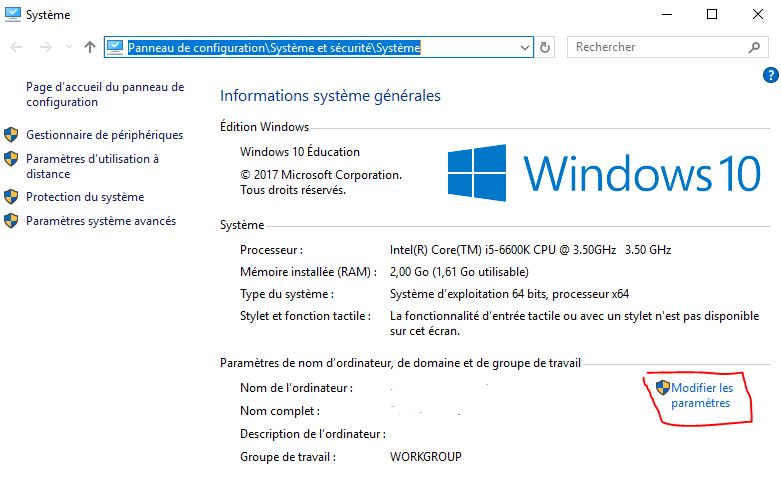 Système
Panneau de configuration\Système et sécurité\Système
Rechercher
?
Page d'accueil du panneau de
configuration
Gestionnaire de périphériques
Paramètres d'utilisation à
distance
Protection du système
Paramètres système avancés
Informations système générales
Édition Windows
Windows 10 Éducation
© 2017 Microsoft Corporation.
Tous droits réservés.
Windows 10
Système
Processeur : Intel(R) Core(TM) i5-6600K CPU @ 3.50GHz 3.50 GHz
Mémoire installée (RAM) : 2,00 Go (1,61 Go utilisable)
Type du système : Système d'exploitation 64 bits, processeur x64
Stylet et fonction tactile : La fonctionnalité d'entrée tactile ou avec un stylet n'est pas disponible
sur cet écran.
Paramètres de nom d'ordinateur, de domaine et de groupe de travail
Nom de l'ordinateur :
Modifier les
paramètres
Nom complet :
Description de l'ordinateur :
Groupe de travail : WORKGROUP